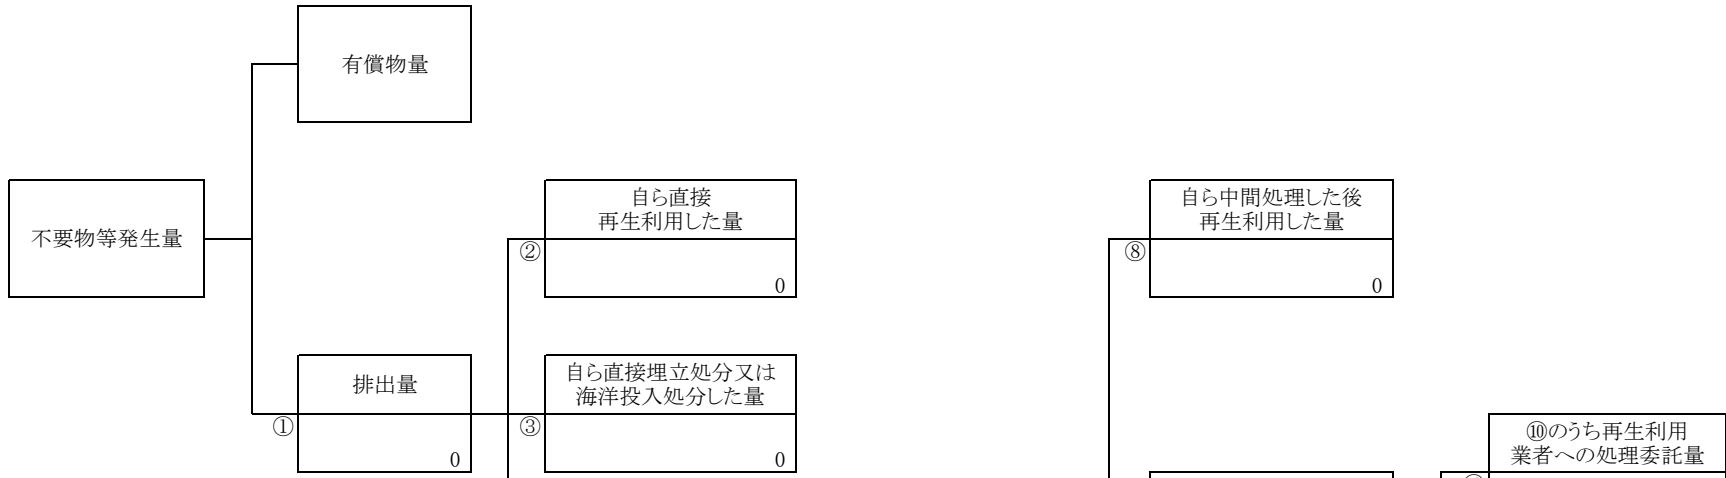 有償物量
不要物等発生量
自ら直接
再生利用した量
②
0
自ら中間処理した後
再生利用した量
⑧
0
排出量
①
0
自ら直接埋立処分又は
海洋投入処分した量
③
0
⑩のうち再生利用
業者への処理委託量